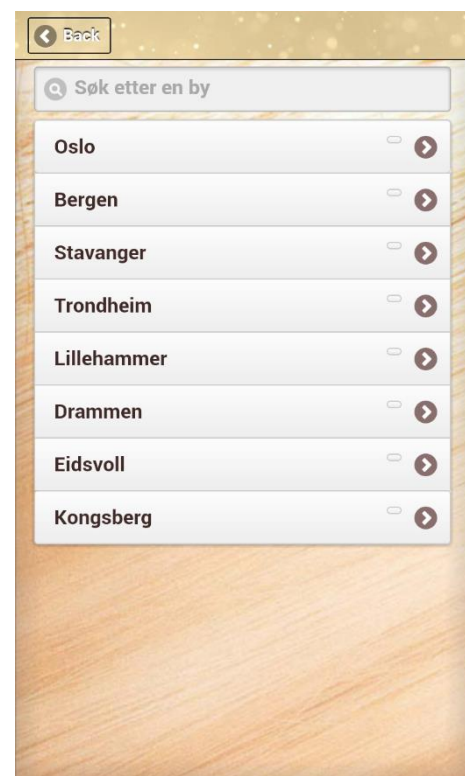 Back
Søk etter en by
Oslo
Bergen
Stavanger
Trondheim
Lillehammer
Drammen
Eidsvoll
Kongsberg